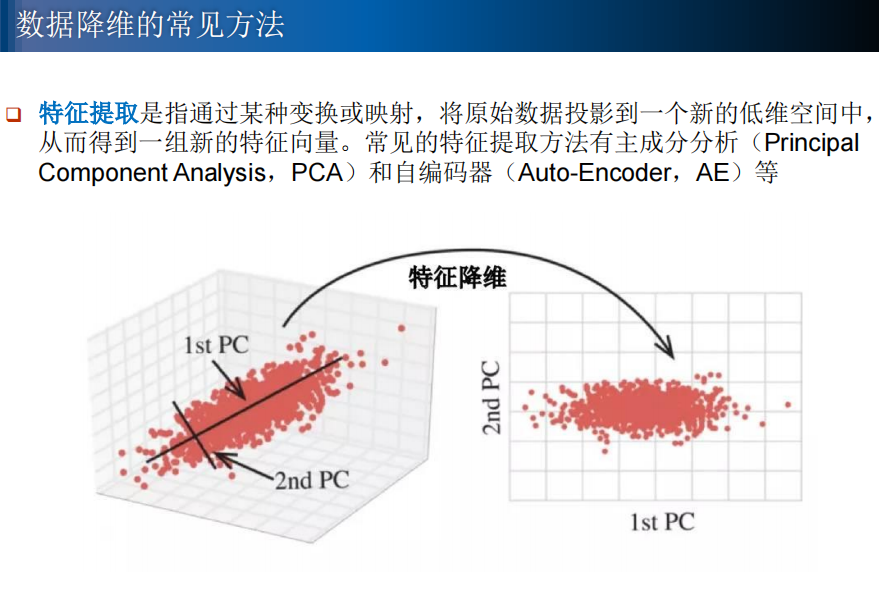 数据降维的常见方法
特征提取是指通过某种变换或映射，将原始数据投影到一个新的低维空间中，
从而得到一组新的特征向量。常见的特征提取方法有主成分分析（Principal
Component Analysis，PCA）和自编码器（Auto-Encoder，AE）等
特征降维
1st PC
2nd PC
2nd PC
1st PC